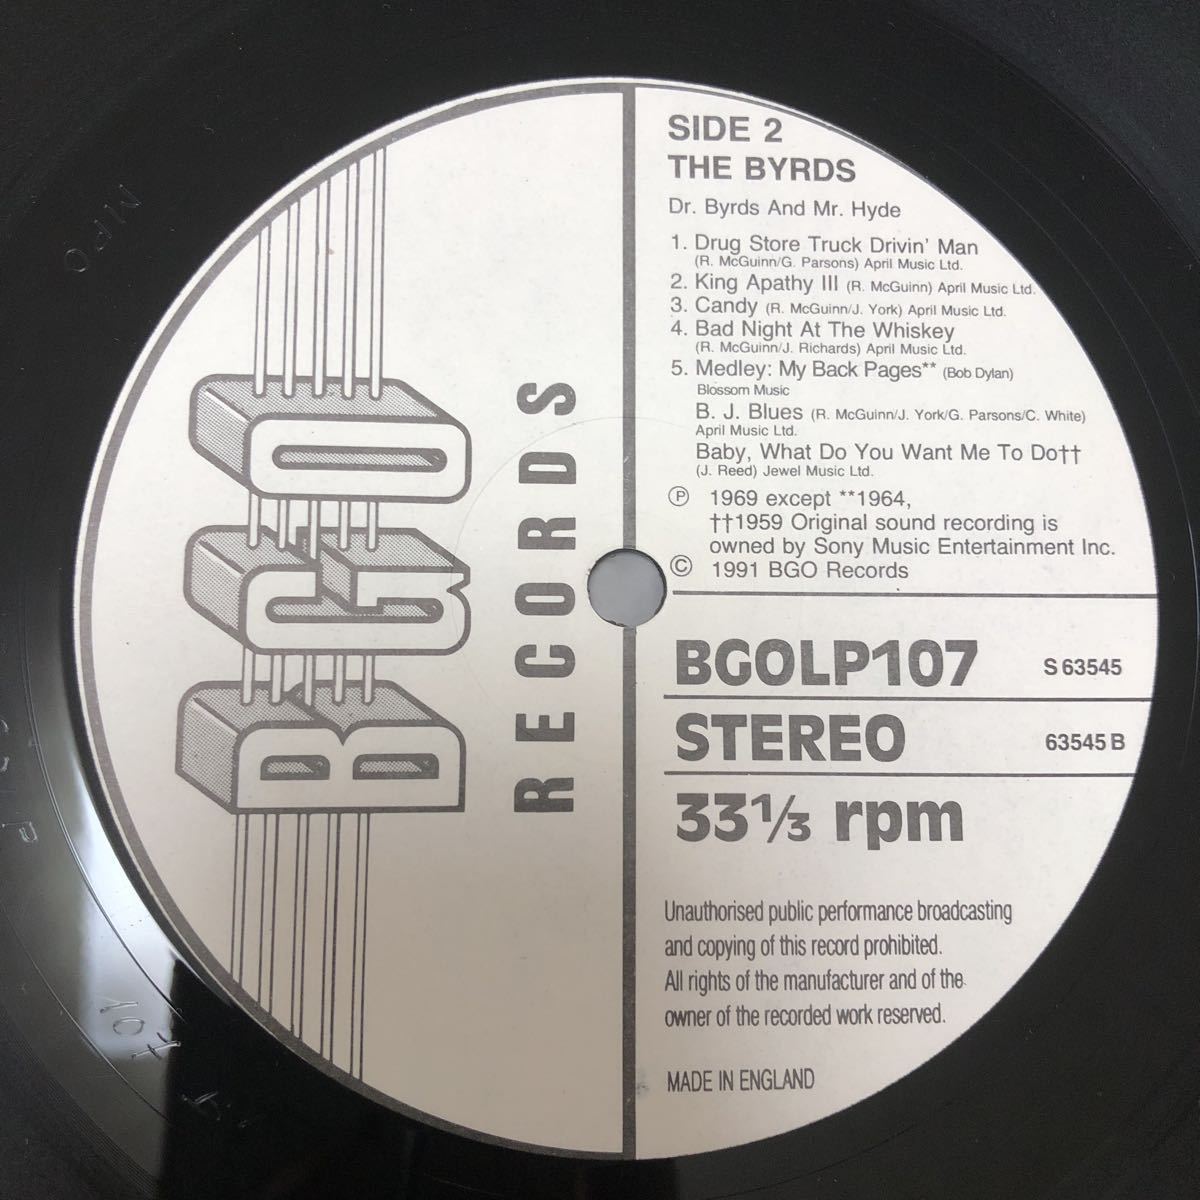 SIDE 2
THE BYRDS
Dr. Byrds And Mr. Hyde
1. Drug Store Truck Drivin' Man
(R. McGuinn/G. Parsons) April Music Ltd.
2. King Apathy III (R. McGuinn) April Music Ltd.
3. Candy (R. McGuinn/J. York) April Music Ltd.
4. Bad Night At The Whiskey
(R. McGuinn/J. Richards) April Music Ltd.
5. Medley: My Back Pages** (Bob Dylan)
Blossom Music
B. J. Blues (R. McGuinn/J. York/G. Parsons/C. White)
April Music Ltd.
Baby, What Do You Want Me To Do††
(J. Reed) Jewel Music Ltd.
Ⓟ 1969 except **1964,
††1959 Original sound recording is
owned by Sony Music Entertainment Inc.
© 1991 BGO Records
BGOLP107 S 63545
STEREO 63545 B
33 1/3 rpm
Unauthorised public performance broadcasting
and copying of this record prohibited.
All rights of the manufacturer and of the
owner of the recorded work reserved.
MADE IN ENGLAND
BGO
RECORDS
MPO
107